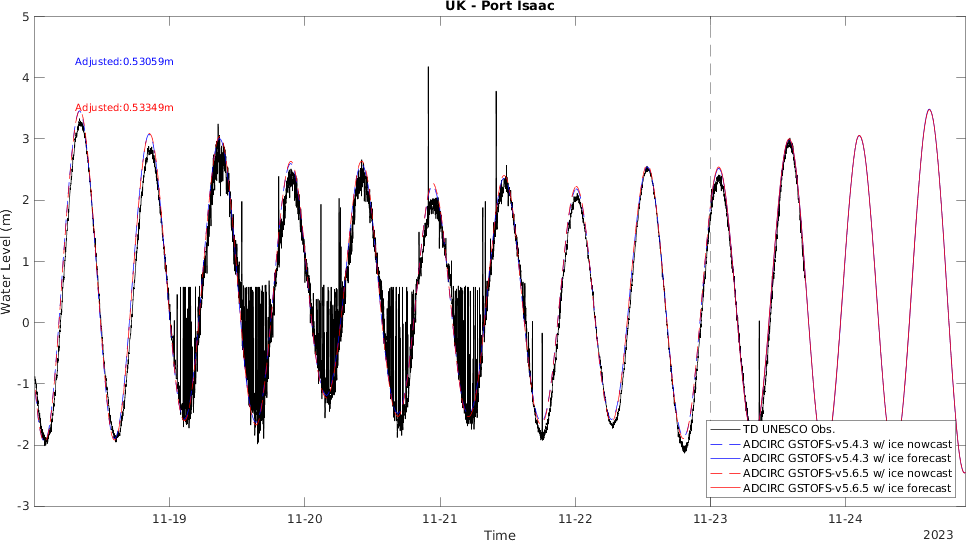 UK - Port Isaac
Adjusted:0.53059m
Adjusted:0.53349m
Water Level (m)
5
4
3
2
1
0
-1
-2
-3
11-19
11-20
11-21
11-22
11-23
11-24
Time
2023
TD UNESCO Obs.
ADCIRC GSTOFS-v5.4.3 w/ ice nowcast
ADCIRC GSTOFS-v5.4.3 w/ ice forecast
ADCIRC GSTOFS-v5.6.5 w/ ice nowcast
ADCIRC GSTOFS-v5.6.5 w/ ice forecast